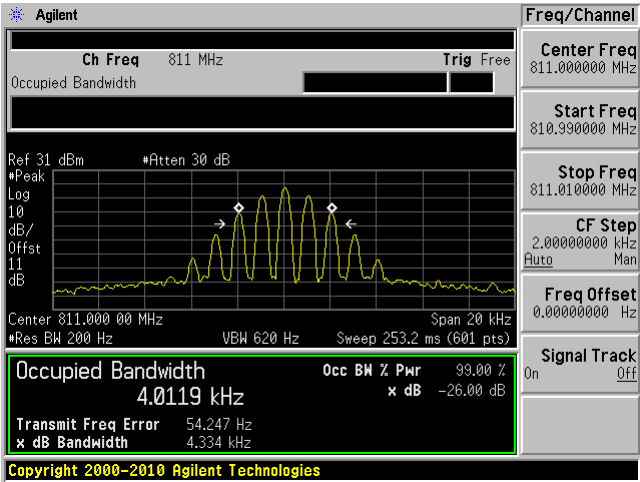 Agilent
Freq/Channel
Ch Freq 811 MHz Trig Free
Occupied Bandwidth
Center Freq
811.000000 MHz
Start Freq
810.990000 MHz
Stop Freq
811.010000 MHz
CF Step
2.00000000 kHz
Auto Man
Freq Offset
0.00000000 Hz
Signal Track
On Off
Ref 31 dBm #Atten 30 dB
#Peak
Log
10
dB/
Offst
11
dB
Center 811.000 00 MHz Span 20 kHz
#Res BW 200 Hz VBW 620 Hz Sweep 253.2 ms (601 pts)
Occupied Bandwidth Occ BW % Pwr 99.00 %
4.0119 kHz x dB -26.00 dB
Transmit Freq Error 54.247 Hz
x dB Bandwidth 4.334 kHz
Copyright 2000-2010 Agilent Technologies